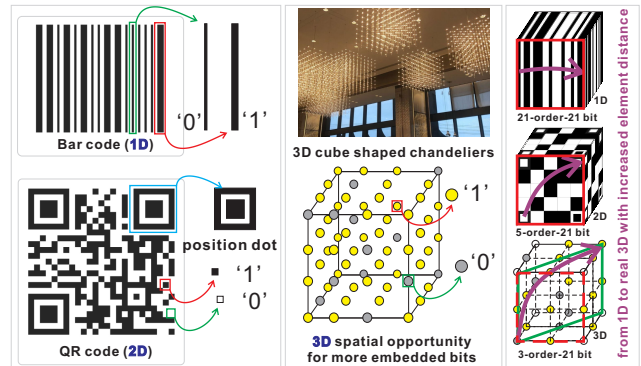 ‘0’
‘1’
Bar code (1D)
position dot
‘1’
‘0’
QR code (2D)
3D cube shaped chandeliers
‘1’
‘0’
3D spatial opportunity
for more embedded bits
1D
21-order-21 bit
2D
5-order-21 bit
3D
3-order-21 bit
from 1D to real 3D with increased element distance